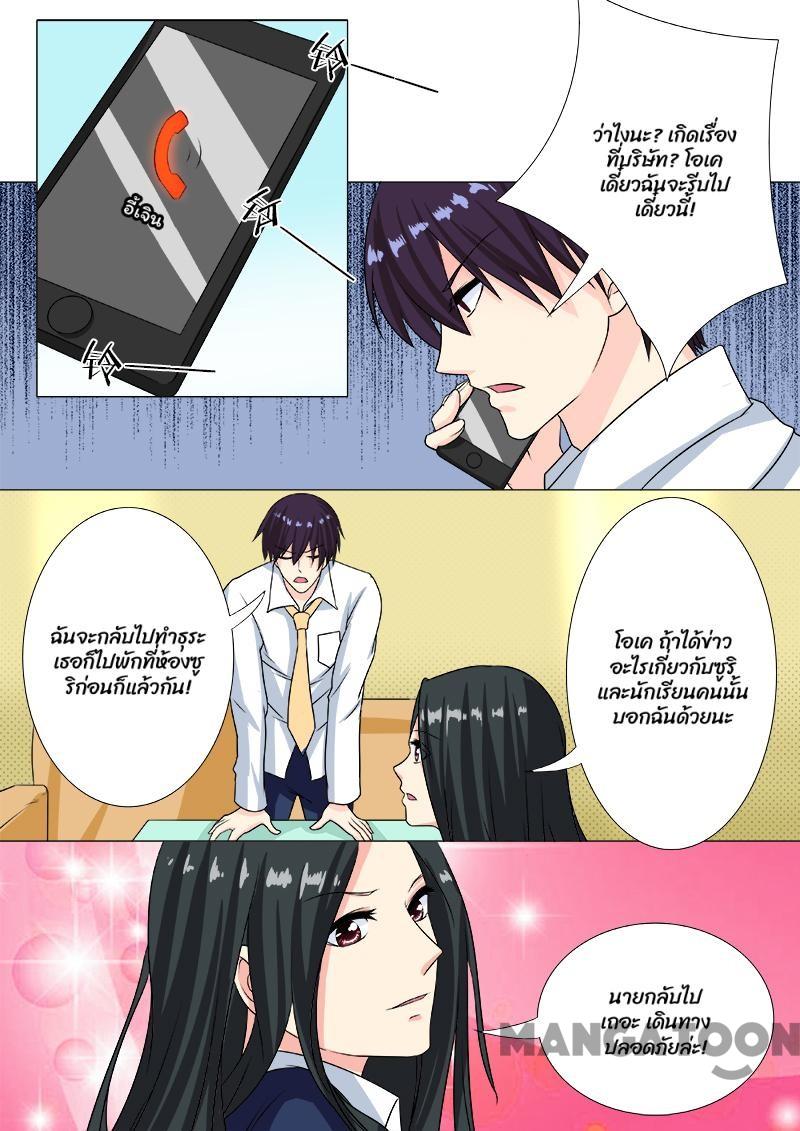 铃
ว่าไงนะ? เกิดเรื่อง
ที่บริษัท? โอเค
เดี๋ยวฉันจะรีบไป
เดี๋ยวนี้!
อี้เจิน
铃
铃
ฉันจะกลับไปทำธุระ
เธอก็ไปพักที่ห้องซู
ริก่อนก็แล้วกัน!
โอเค ถ้าได้ข่าว
อะไรเกี่ยวกับซูริ
และนักเรียนคนนั้น
บอกฉันด้วยนะ
นายกลับไป
เถอะ เดินทาง
ปลอดภัยล่ะ!
MANGATOON